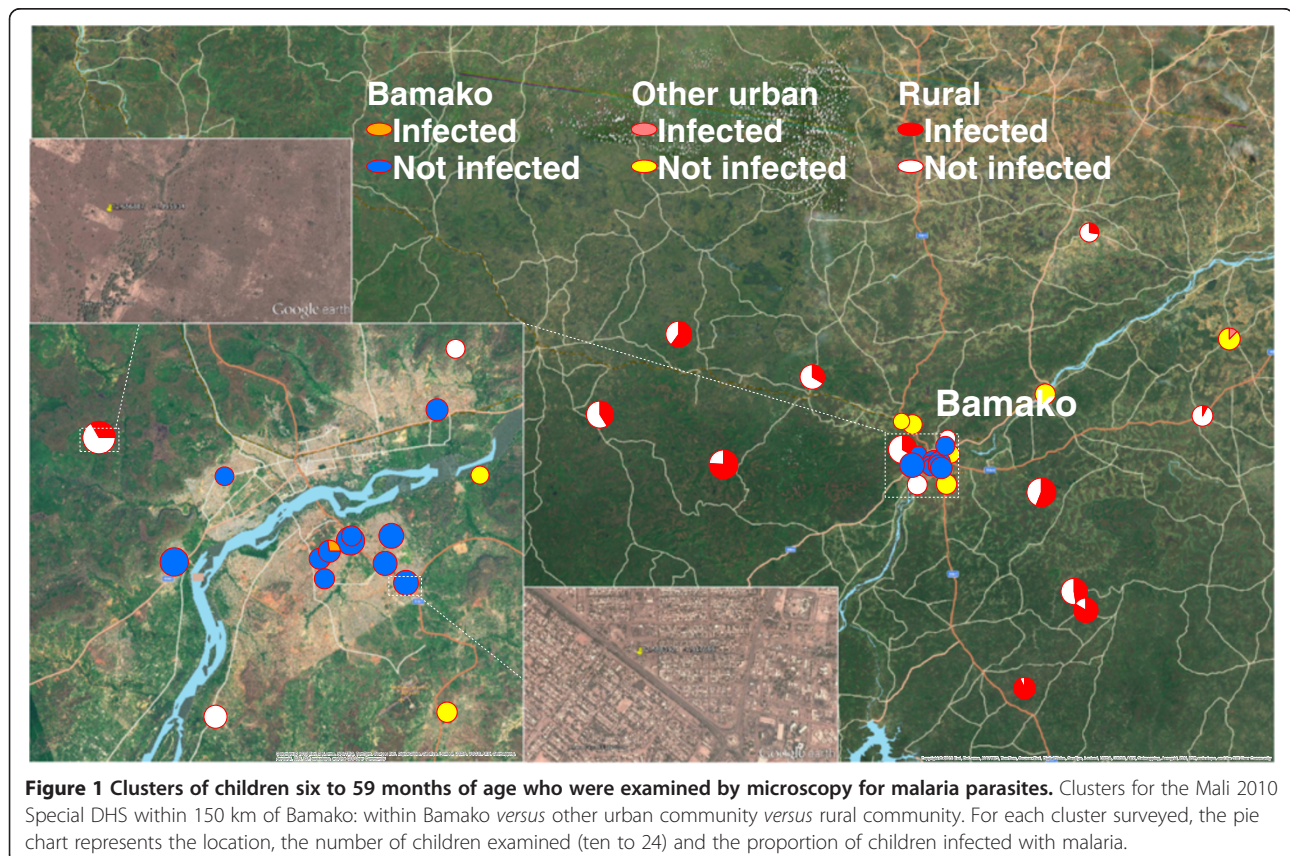 Bamako
Infected
Not infected
Other urban
Infected
Not infected
Rural
Infected
Not infected
Google earth
Bamako
Google earth
Figure 1 Clusters of children six to 59 months of age who were examined by microscopy for malaria parasites. Clusters for the Mali 2010
Special DHS within 150 km of Bamako: within Bamako versus other urban community versus rural community. For each cluster surveyed, the pie
chart represents the location, the number of children examined (ten to 24) and the proportion of children infected with malaria.